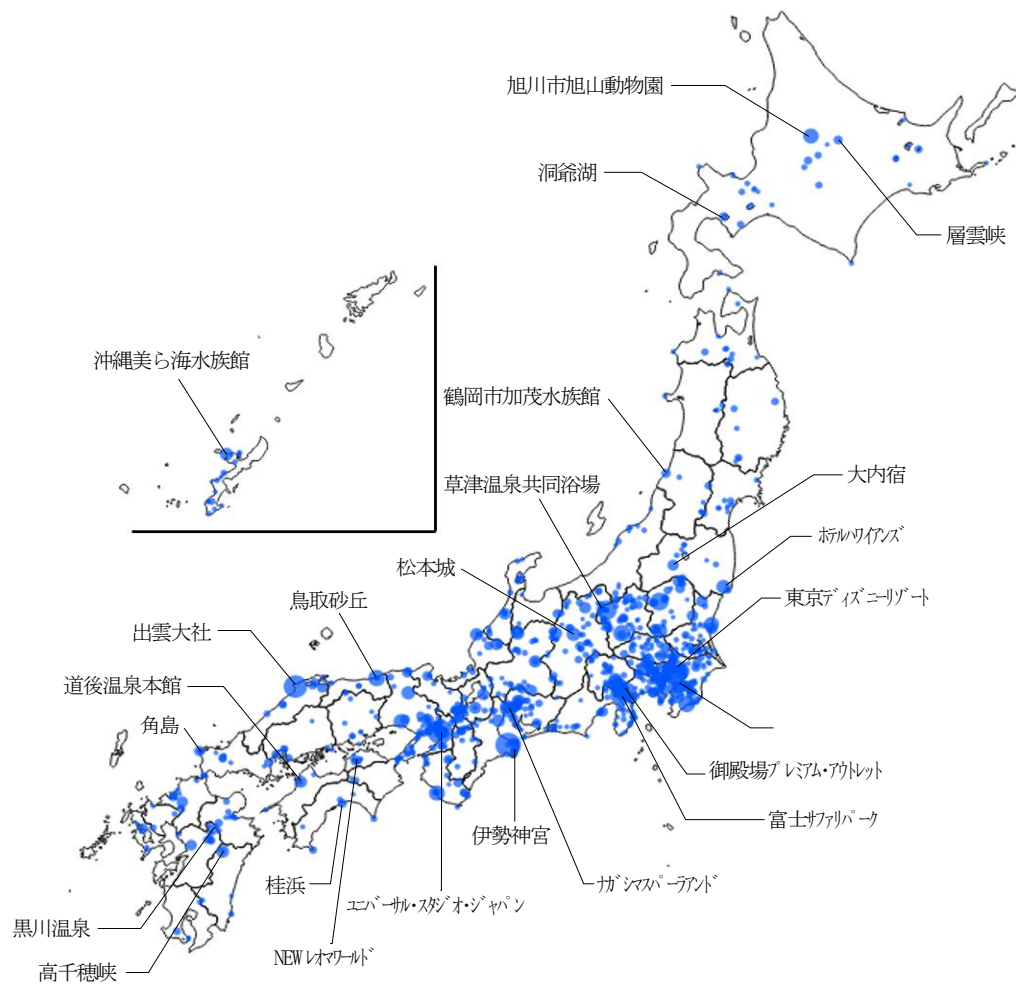 旭川市旭山動物園
洞爺湖
層雲峡
沖縄美ら海水族館
鶴岡市加茂水族館
大内宿
草津温泉共同浴場
ﾎﾃﾙﾊﾜｲｱﾝｽﾞ
松本城
東京ﾃﾞｨｽﾞﾆｰﾘｿﾞｰﾄ
鳥取砂丘
出雲大社
道後温泉本館
角島
御殿場ﾌﾟﾚﾐｱﾑ・ｱｳﾄﾚｯﾄ
富士ｻﾌｧﾘﾊﾟｰｸ
伊勢神宮
桂浜
ﾅｶﾞｼﾏｽﾊﾟｰﾗｱﾝﾄﾞ
ﾕﾆﾊﾞｰｻﾙ・ｽﾀｼﾞｵ・ｼﾞｬﾊﾟﾝ
黒川温泉
NEWﾚｵﾏﾜｰﾙﾄﾞ
高千穂峡